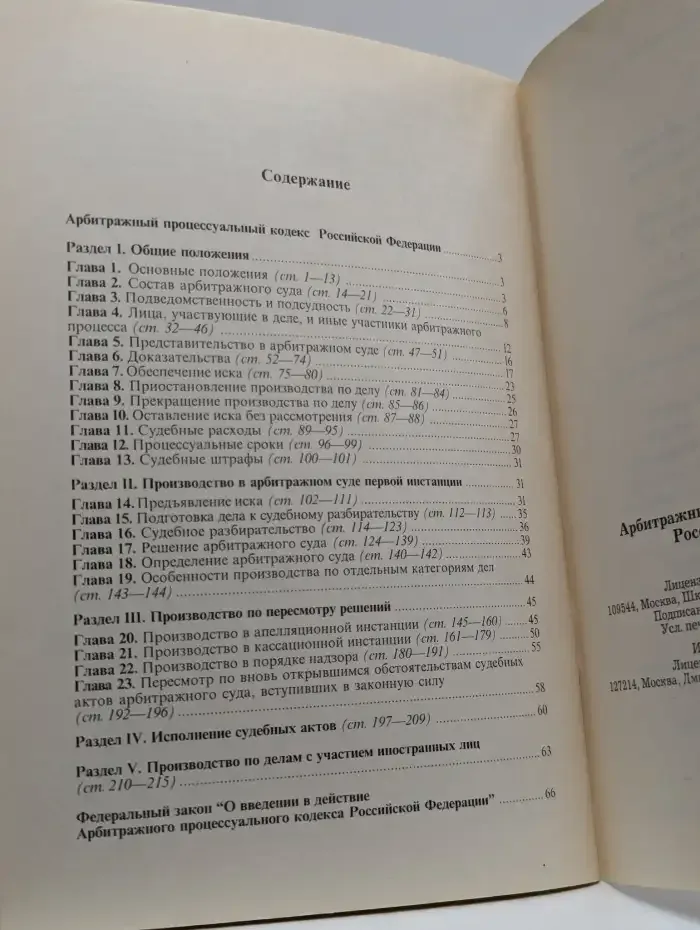 Содержание
Арбитражный процессуальный кодекс Российской Федерации ..... 3
Раздел I. Общие положения ..... 3
Глава 1. Основные положения (ст. 1—13) ..... 3
Глава 2. Состав арбитражного суда (ст. 14—21) ..... 6
Глава 3. Подведомственность и подсудность (ст. 22—31) ..... 8
Глава 4. Лица, участвующие в деле, и иные участники арбитражного
процесса (ст. 32—46) ..... 12
Глава 5. Представительство в арбитражном суде (ст. 47—51) ..... 16
Глава 6. Доказательства (ст. 52—74) ..... 17
Глава 7. Обеспечение иска (ст. 75—80) ..... 23
Глава 8. Приостановление производства по делу (ст. 81—84) ..... 25
Глава 9. Прекращение производства по делу (ст. 85—86) ..... 26
Глава 10. Оставление иска без рассмотрения (ст. 87—88) ..... 27
Глава 11. Судебные расходы (ст. 89—95) ..... 27
Глава 12. Процессуальные сроки (ст. 96—99) ..... 30
Глава 13. Судебные штрафы (ст. 100—101) ..... 31
Раздел II. Производство в арбитражном суде первой инстанции ..... 31
Глава 14. Предъявление иска (ст. 102—111) ..... 31
Глава 15. Подготовка дела к судебному разбирательству (ст. 112—113) ..... 35
Глава 16. Судебное разбирательство (ст. 114—123) ..... 36
Глава 17. Решение арбитражного суда (ст. 124—139) ..... 39
Глава 18. Определение арбитражного суда (ст. 140—142) ..... 43
Глава 19. Особенности производства по отдельным категориям дел
(ст. 143—144) ..... 44
Раздел III. Производство по пересмотру решений ..... 45
Глава 20. Производство в апелляционной инстанции (ст. 145—160) ..... 45
Глава 21. Производство в кассационной инстанции (ст. 161—179) ..... 50
Глава 22. Производство в порядке надзора (ст. 180—191) ..... 55
Глава 23. Пересмотр по вновь открывшимся обстоятельствам судебных
актов арбитражного суда, вступивших в законную силу
(ст. 192—196) ..... 58
Раздел IV. Исполнение судебных актов (ст. 197—209) ..... 60
Раздел V. Производство по делам с участием иностранных лиц
(ст. 210—215) ..... 63
Федеральный закон “О введении в действие
Арбитражного процессуального кодекса Российской Федерации” ..... 66
Арбитражны
Рос
Лиценз
109544, Москва, Шк
Подписан
Усл. печ
И
Лице
127214, Москва, Дм